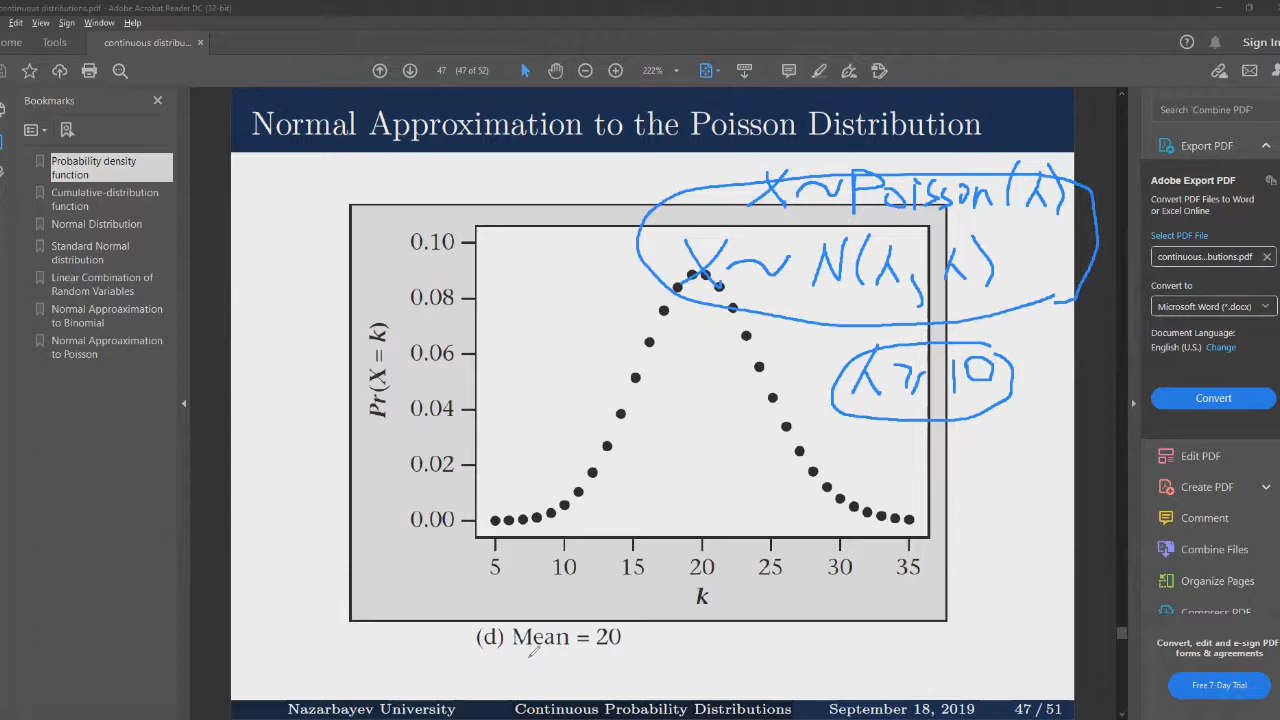 continuous distributions.pdf - Adobe Acrobat Reader DC (32-bit)
Edit View Sign Window Help
ome Tools continuous distribu... × Sign In
47 (47 of 52) 222%
Bookmarks
Probability density
function
Cumulative-distribution
function
Normal Distribution
Standard Normal
distribution
Linear Combination of
Random Variables
Normal Approaximation
to Binomial
Normal Approaximation
to Poisson
Normal Approximation to the Poisson Distribution
X ~ Poisson(λ)
X ~ N(λ, λ)
λ ≥ 10
0.10
0.08
0.06
0.04
0.02
0.00
Pr(X = k)
5 10 15 20 25 30 35
k
(d) Mean = 20
Nazarbayev University Continuous Probability Distributions September 18, 2019 47 / 51
Search 'Combine PDF'
Export PDF
Adobe Export PDF
Convert PDF Files to Word
or Excel Online
Select PDF File
continuous...butions.pdf ×
Convert to
Microsoft Word (*.docx)
Document Language:
English (U.S.) Change
Convert
Edit PDF
Create PDF
Comment
Combine Files
Organize Pages
Compress PDF
Convert, edit and e-sign PDF
forms & agreements
Free 7-Day Trial